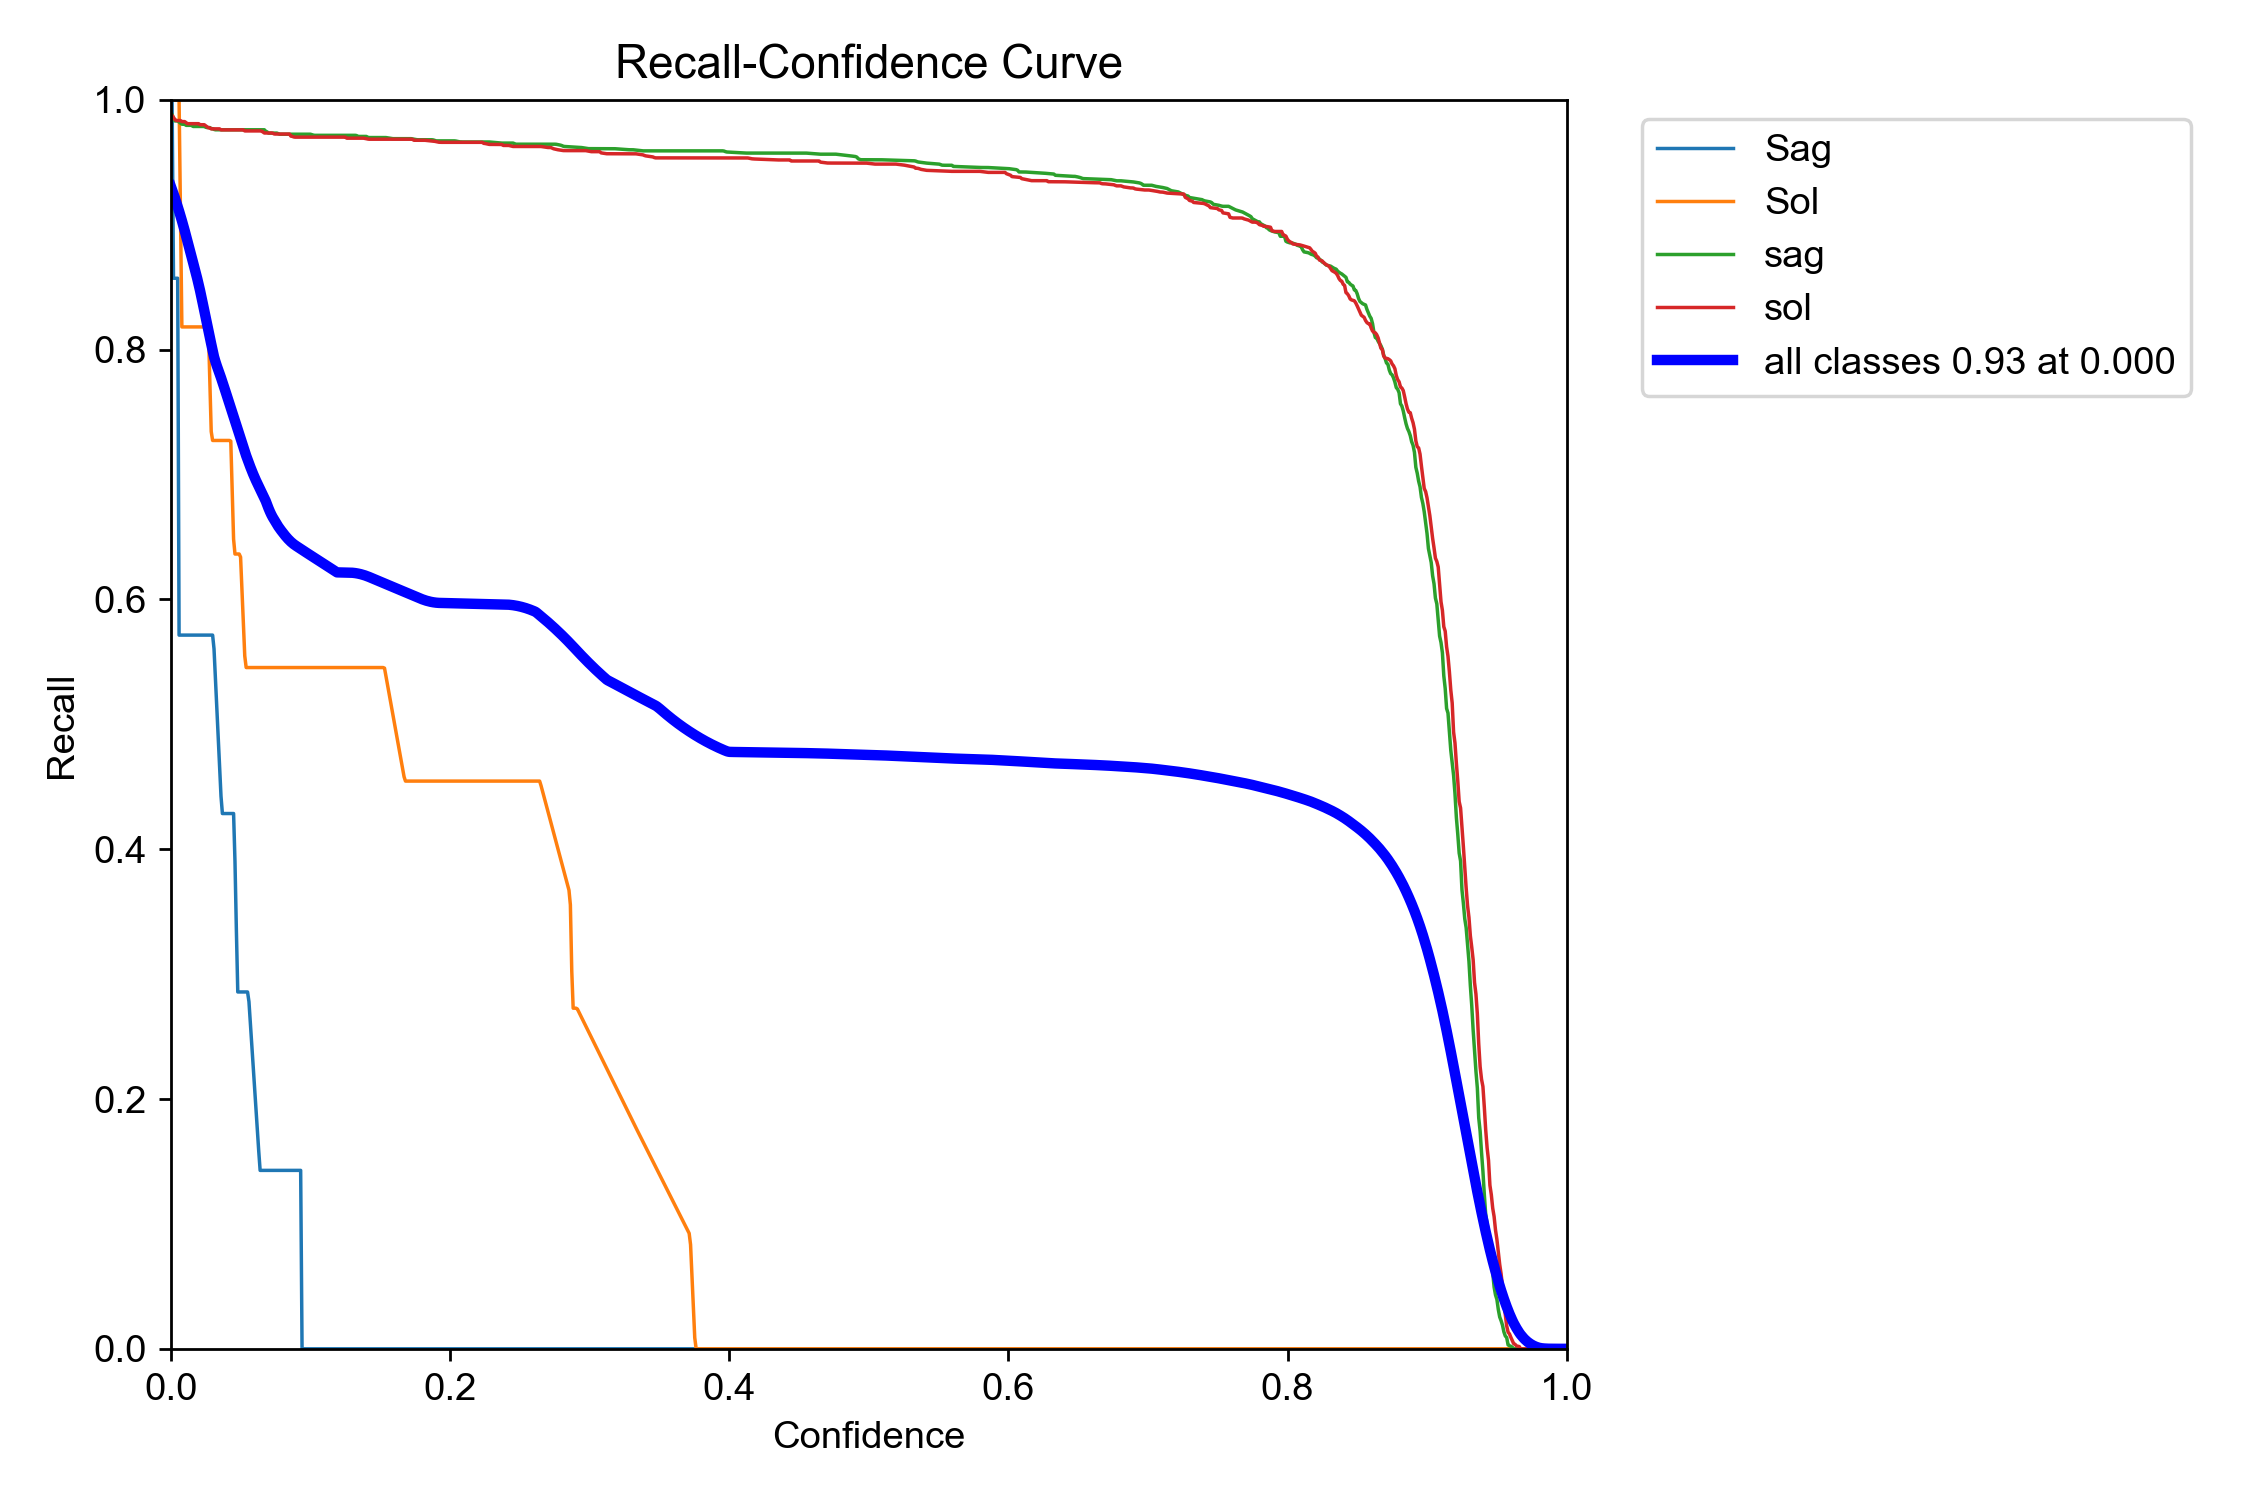 Recall-Confidence Curve
1.0
0.8
0.6
0.4
0.2
0.0
Recall
0.0 0.2 0.4 0.6 0.8 1.0
Confidence
Sag
Sol
sag
sol
all classes 0.93 at 0.000